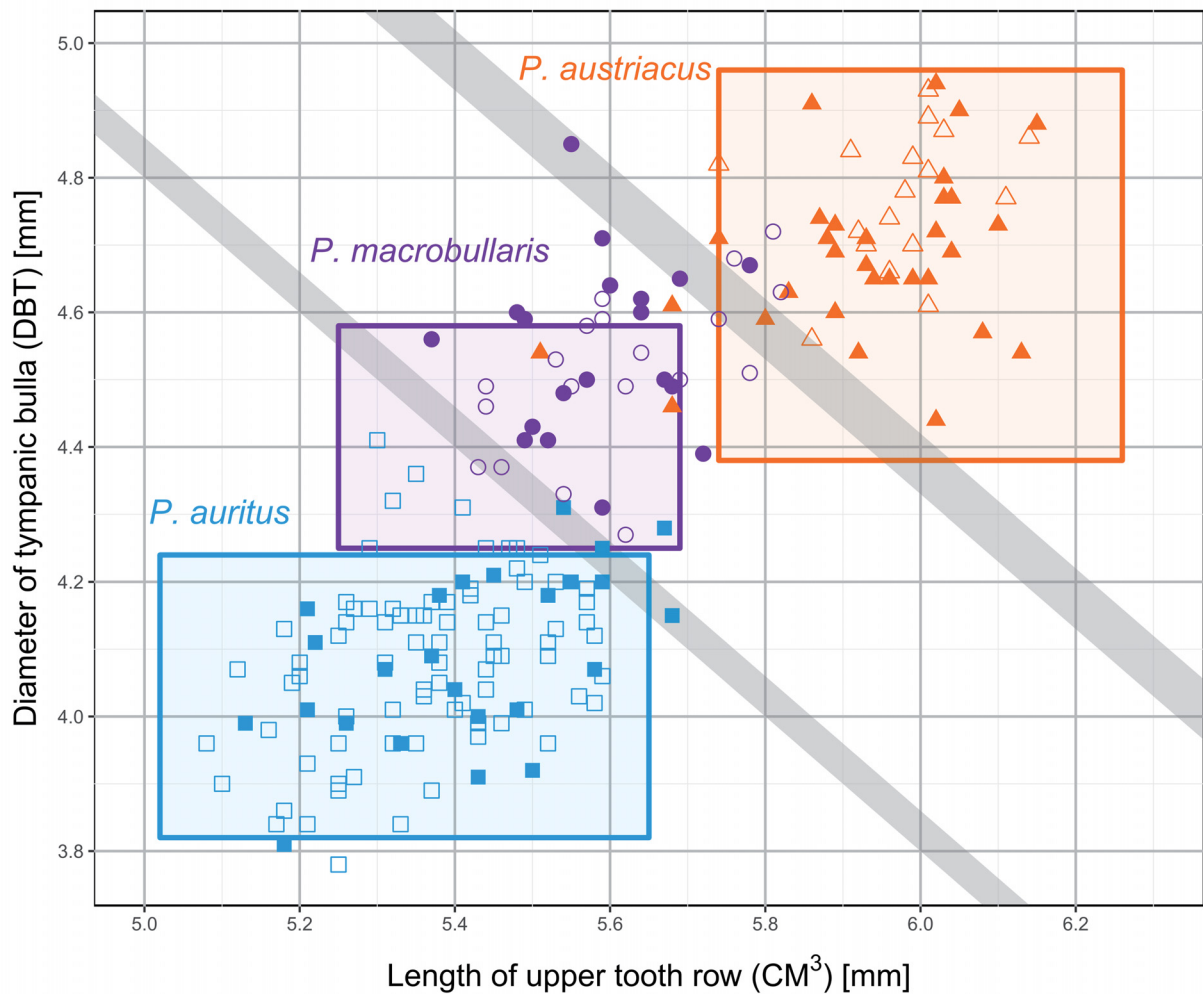 5.0
P. austriacus
4.8
P. macrobullaris
4.6
4.4
P. auritus
4.2
4.0
3.8
Diameter of tympanic bulla (DBT) [mm]
5.0 5.2 5.4 5.6 5.8 6.0 6.2
Length of upper tooth row (CM³) [mm]